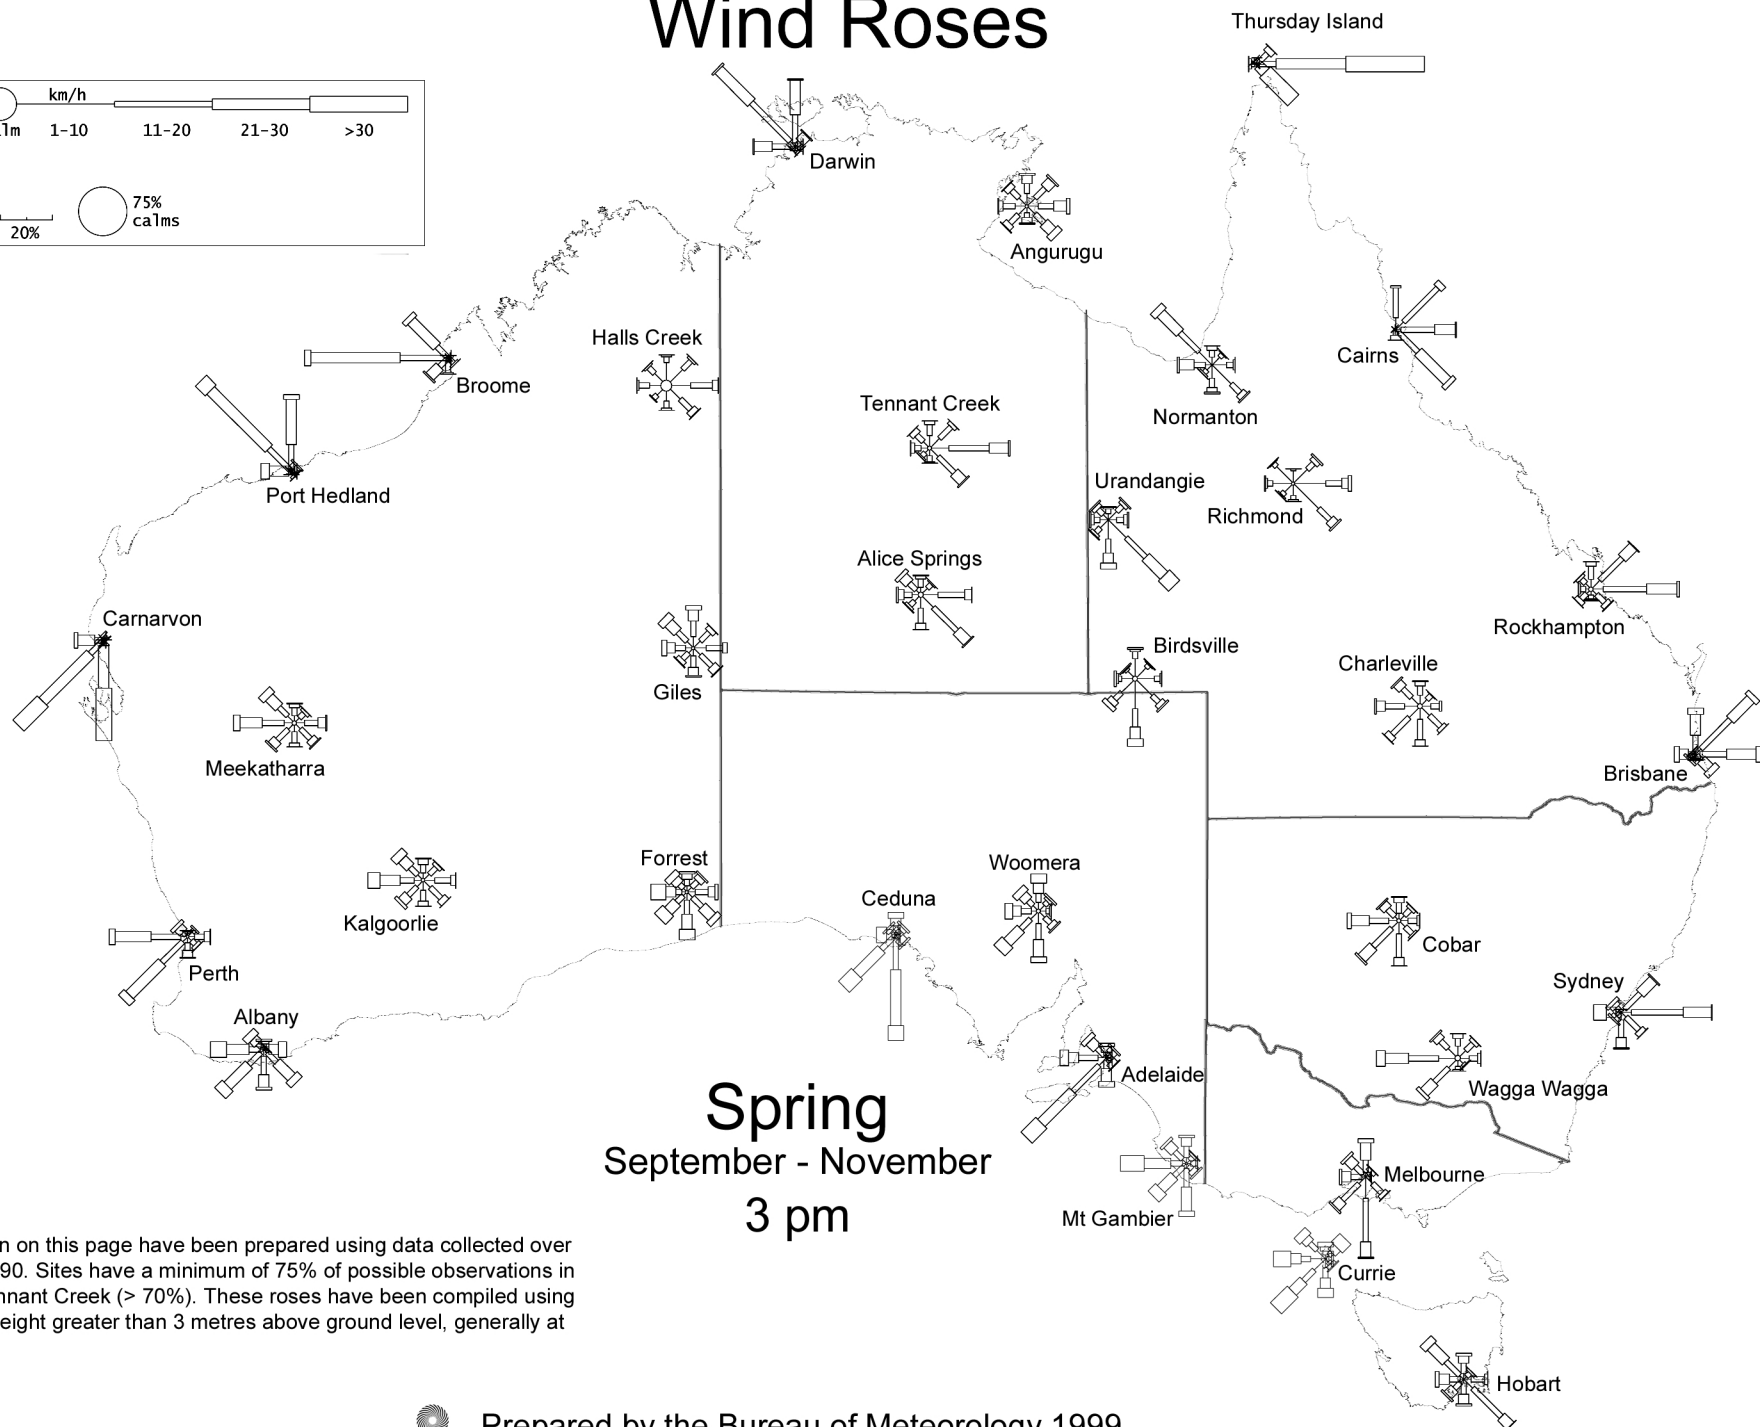 Wind Roses
Thursday Island
km/h
lm 1-10 11-20 21-30 >30
75%
calms
20%
Darwin
Angurugu
Halls Creek
Broome
Cairns
Tennant Creek
Normanton
Port Hedland
Urandangie
Richmond
Alice Springs
Carnarvon
Rockhampton
Birdsville
Charleville
Giles
Meekatharra
Brisbane
Forrest
Woomera
Ceduna
Kalgoorlie
Cobar
Perth
Sydney
Albany
Adelaide
Wagga Wagga
Spring
September - November
3 pm
Melbourne
Mt Gambier
Currie
n on this page have been prepared using data collected over
90. Sites have a minimum of 75% of possible observations in
nnant Creek (> 70%). These roses have been compiled using
eight greater than 3 metres above ground level, generally at
Hobart
Prepared by the Bureau of Meteorology 1999